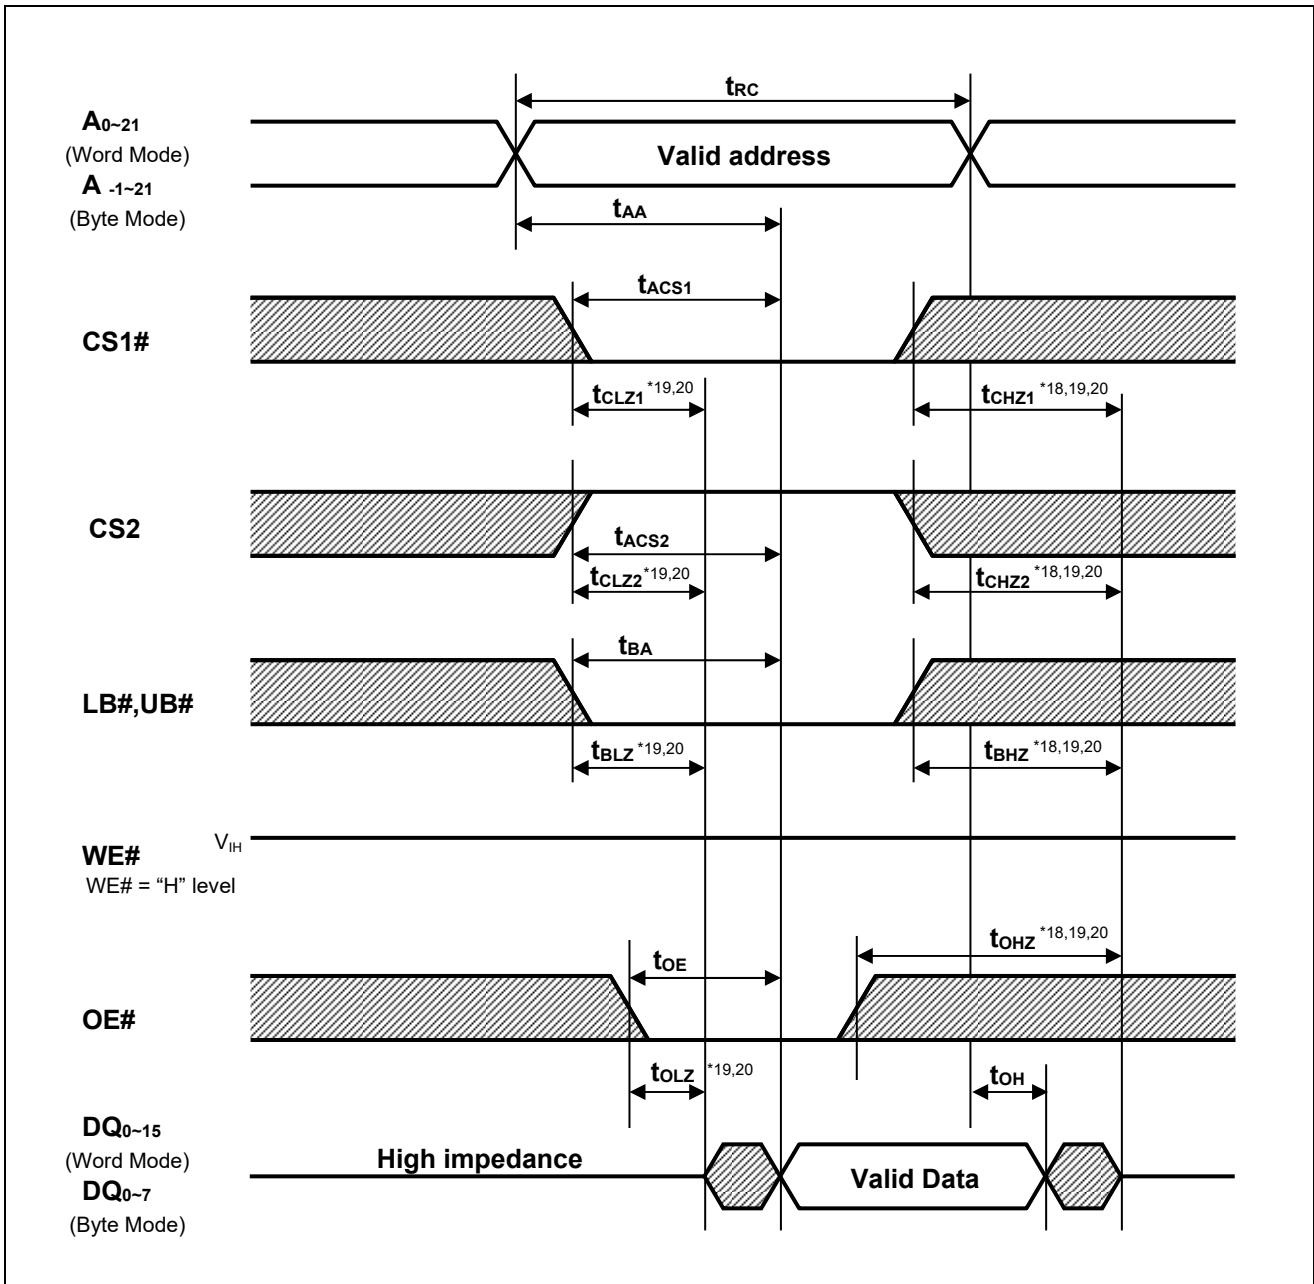 tRC
A0~21
(Word Mode)
A -1~21
(Byte Mode)
Valid address
tAA
tACS1
CS1#
tCLZ1 *19,20
tCHZ1 *18,19,20
CS2
tACS2
tCLZ2 *19,20
tCHZ2 *18,19,20
tBA
LB#,UB#
tBLZ *19,20
tBHZ *18,19,20
VIH
WE#
WE# = “H” level
tOHZ *18,19,20
tOE
OE#
tOLZ *19,20
tOH
DQ0~15
(Word Mode)
DQ0~7
(Byte Mode)
High impedance
Valid Data